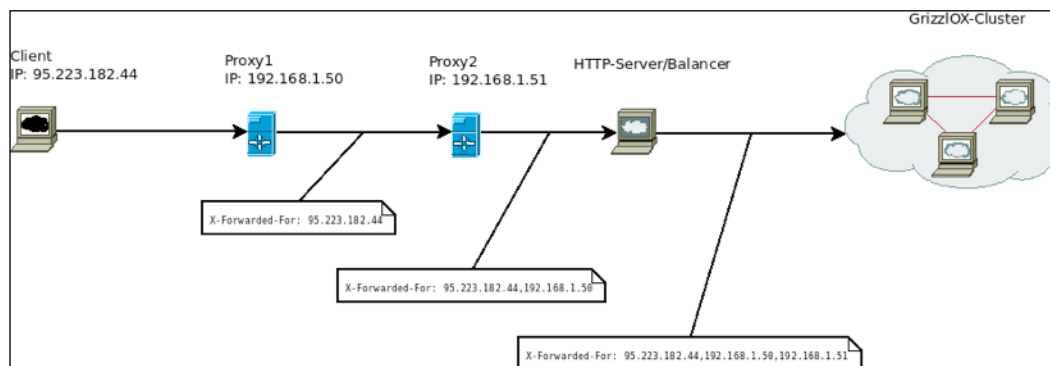 GrizzlOX-Cluster
Client
IP: 95.223.182.44
Proxy1
IP: 192.168.1.50
Proxy2
IP: 192.168.1.51
HTTP-Server/Balancer
X-Forwarded-For: 95.223.182.44
X-Forwarded-For: 95.223.182.44,192.168.1.50
X-Forwarded-For: 95.223.182.44,192.168.1.50,192.168.1.51